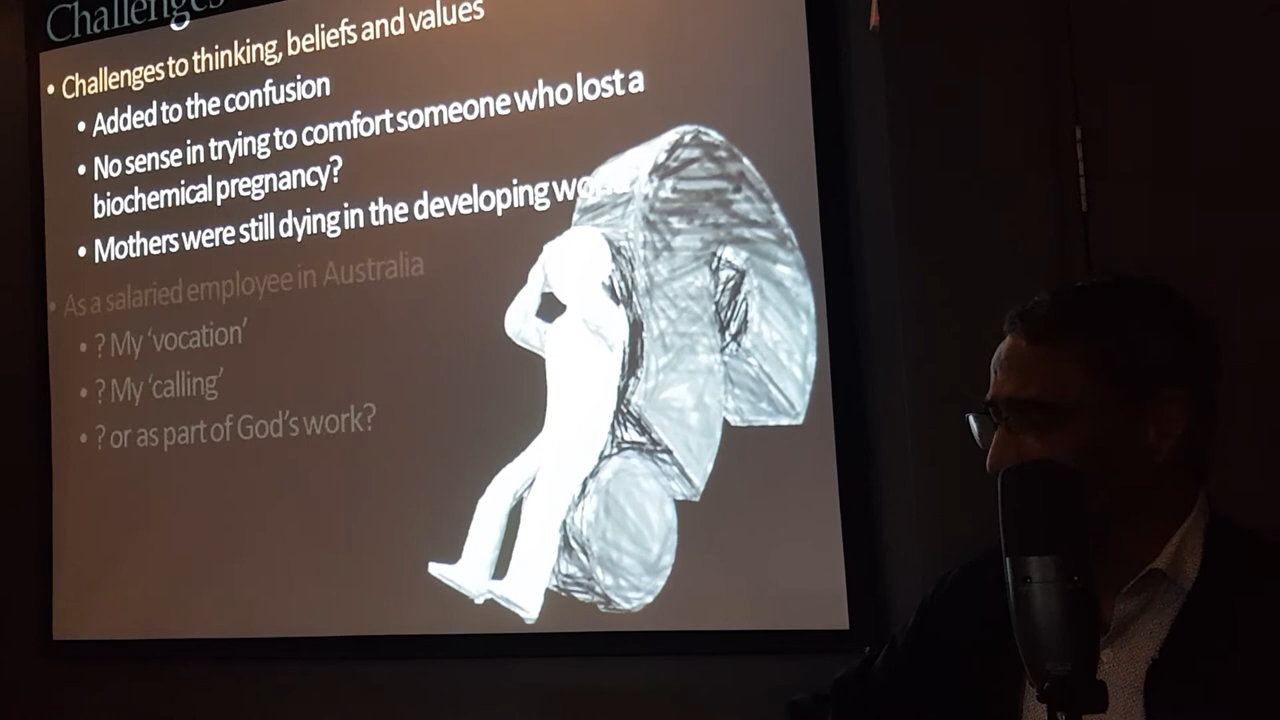 Challenges
• Challenges to thinking, beliefs and values
• Added to the confusion
• No sense in trying to comfort someone who lost a
biochemical pregnancy?
• Mothers were still dying in the developing world
• As a salaried employee in Australia
• ? My ‘vocation’
• ? My ‘calling’
• ? or as part of God’s work?